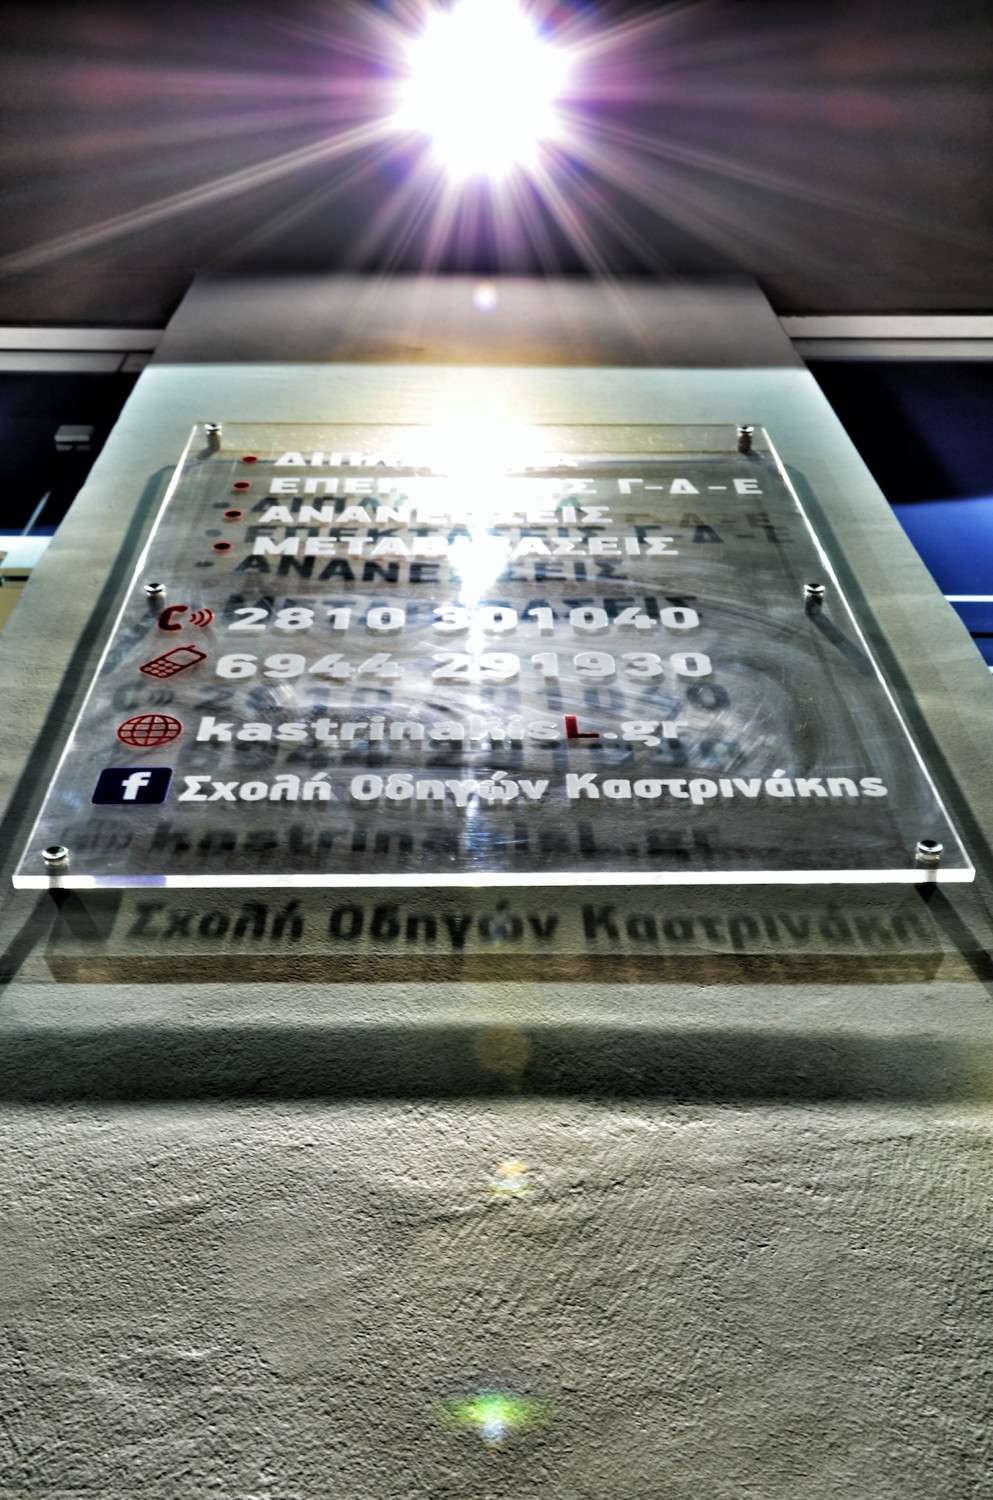 ΑΝΑΝΕΩΣΕΙΣ
ΜΕΤΑΒΙΒΑΣΕΙΣ
2810 301040
6944 291930
kastrinakisL.gr
f Σχολή Οδηγών Καστρινάκης